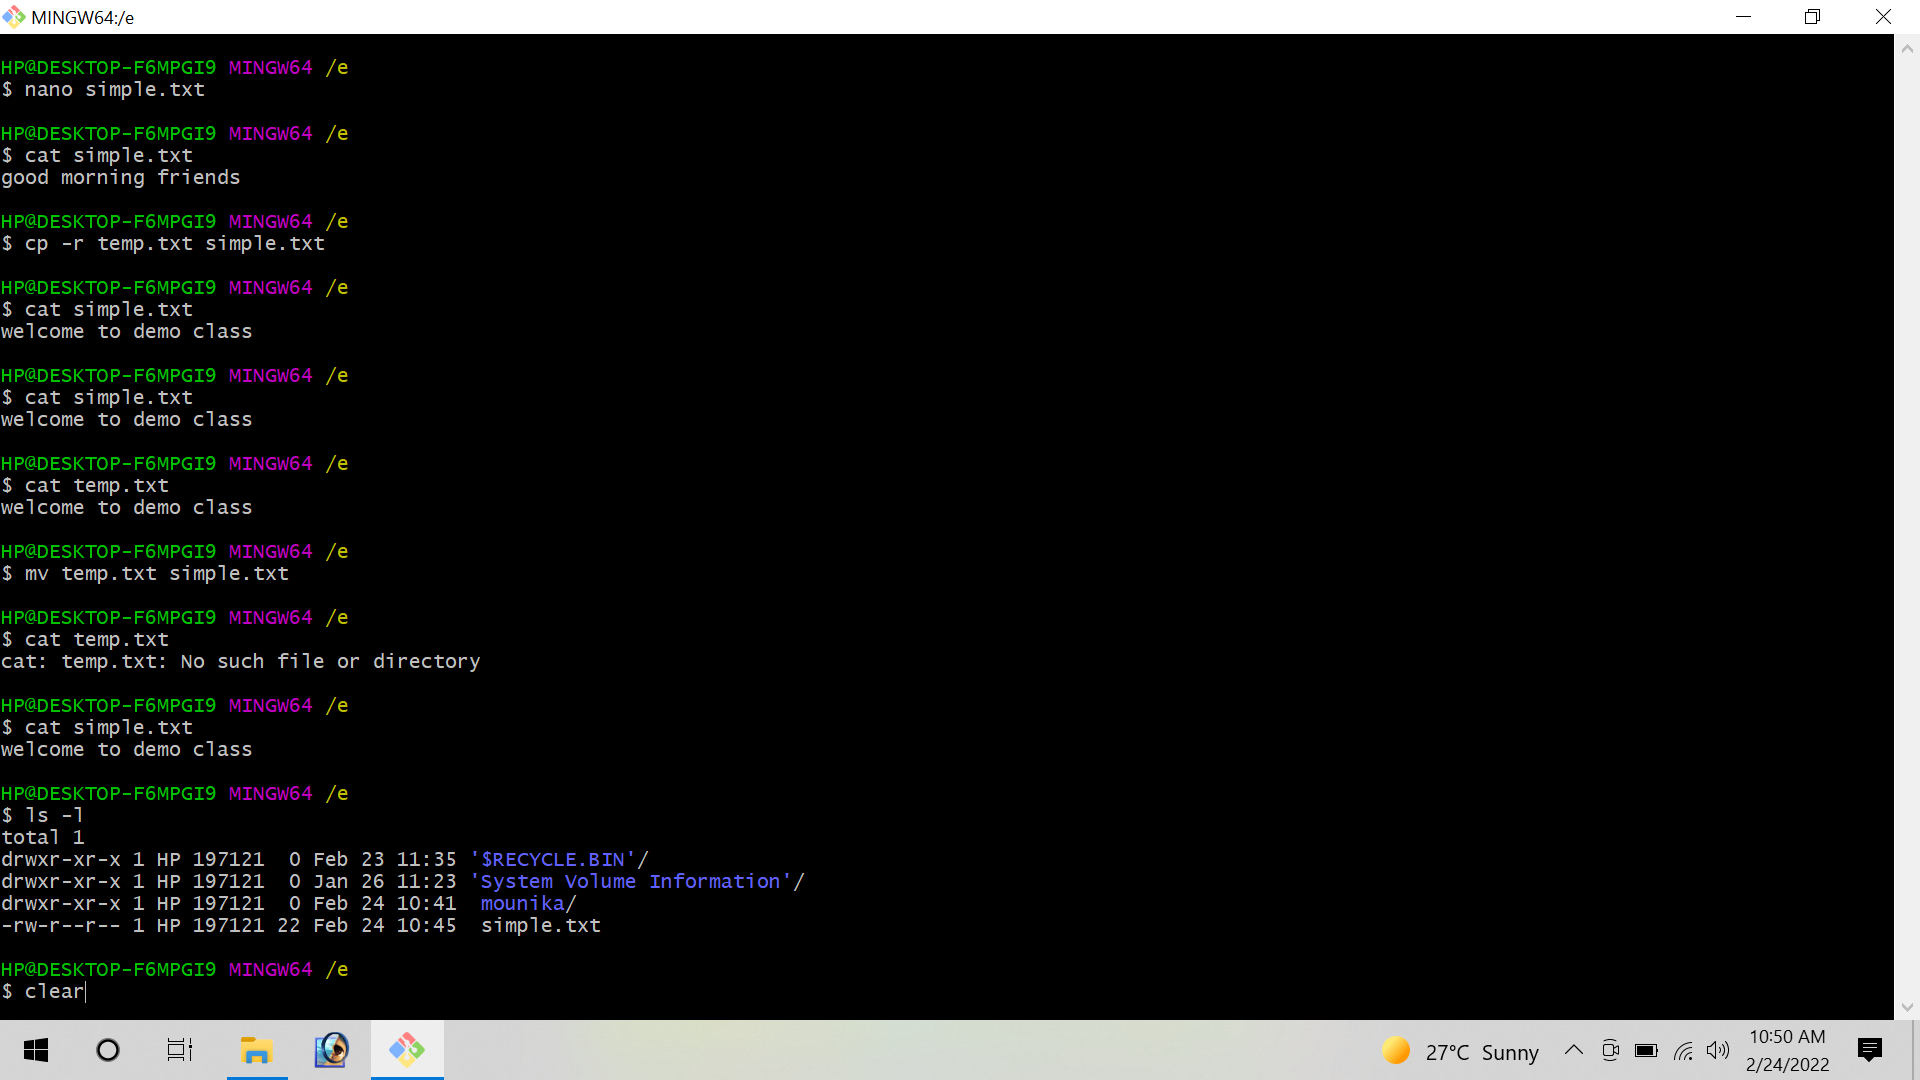 MINGW64:/e
HP@DESKTOP-F6MPGI9 MINGW64 /e
$ nano simple.txt
HP@DESKTOP-F6MPGI9 MINGW64 /e
$ cat simple.txt
good morning friends
HP@DESKTOP-F6MPGI9 MINGW64 /e
$ cp -r temp.txt simple.txt
HP@DESKTOP-F6MPGI9 MINGW64 /e
$ cat simple.txt
welcome to demo class
HP@DESKTOP-F6MPGI9 MINGW64 /e
$ cat simple.txt
welcome to demo class
HP@DESKTOP-F6MPGI9 MINGW64 /e
$ cat temp.txt
welcome to demo class
HP@DESKTOP-F6MPGI9 MINGW64 /e
$ mv temp.txt simple.txt
HP@DESKTOP-F6MPGI9 MINGW64 /e
$ cat temp.txt
cat: temp.txt: No such file or directory
HP@DESKTOP-F6MPGI9 MINGW64 /e
$ cat simple.txt
welcome to demo class
HP@DESKTOP-F6MPGI9 MINGW64 /e
$ ls -l
total 1
drwxr-xr-x 1 HP 197121  0 Feb 23 11:35 '$RECYCLE.BIN'/
drwxr-xr-x 1 HP 197121  0 Jan 26 11:23 'System Volume Information'/
drwxr-xr-x 1 HP 197121  0 Feb 24 10:41  mounika/
-rw-r--r-- 1 HP 197121 22 Feb 24 10:45  simple.txt
HP@DESKTOP-F6MPGI9 MINGW64 /e
$ clear
27°C Sunny
10:50 AM
2/24/2022